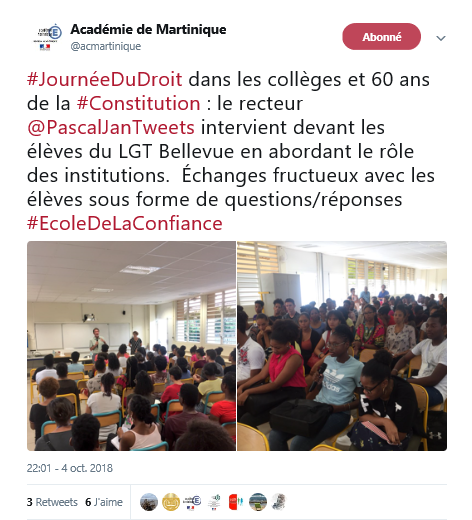 Académie de Martinique
@acmartinique
Abonné
#JournéeDuDroit dans les collèges et 60 ans
de la #Constitution : le recteur
@PascalJanTweets intervient devant les
élèves du LGT Bellevue en abordant le rôle
des institutions.  Échanges fructueux avec les
élèves sous forme de questions/réponses
#EcoleDeLaConfiance
22:01 - 4 oct. 2018
3 Retweets 6 J'aime